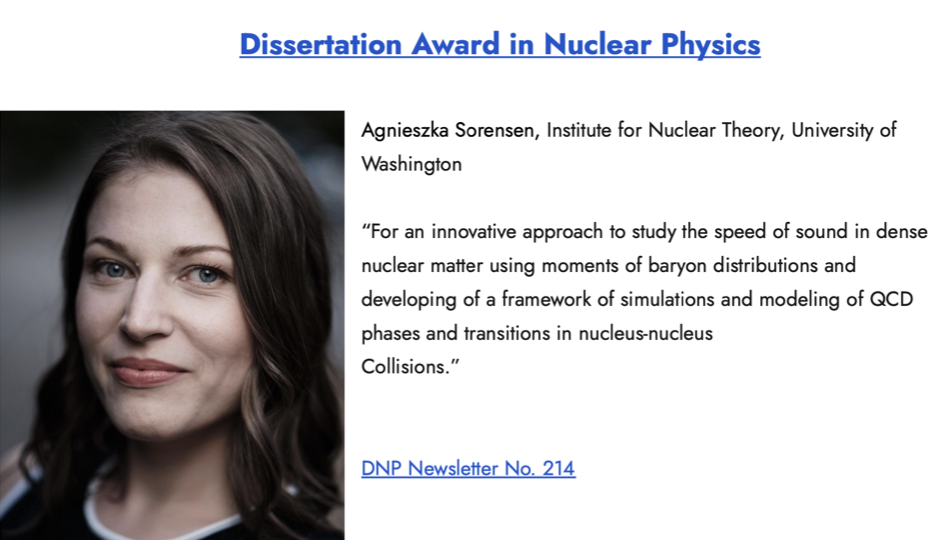 Dissertation Award in Nuclear Physics
Agnieszka Sorensen, Institute for Nuclear Theory, University of
Washington
“For an innovative approach to study the speed of sound in dense
nuclear matter using moments of baryon distributions and
developing of a framework of simulations and modeling of QCD
phases and transitions in nucleus-nucleus
Collisions.”
DNP Newsletter No. 214